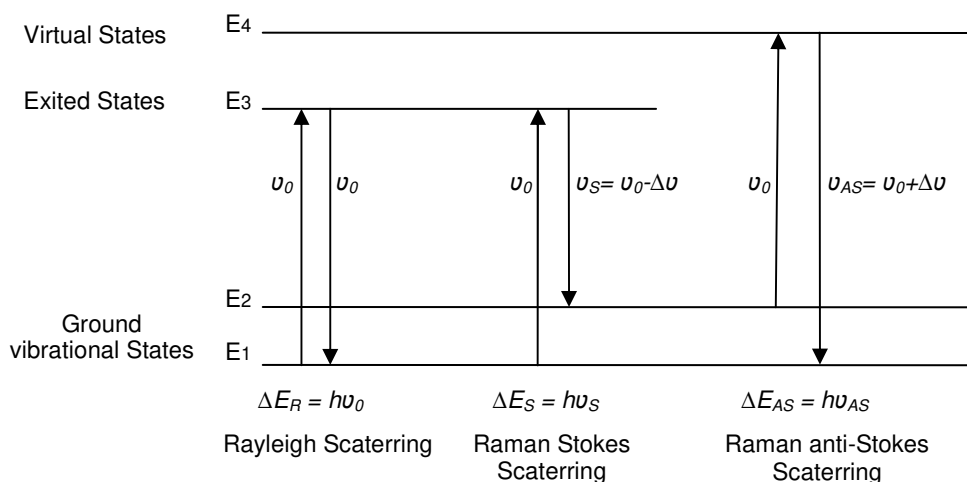 Virtual States E4
Exited States E3
υ0 υ0 υ0 υS= υ0-Δυ υ0 υAS= υ0+Δυ
E2
Ground
vibrational States E1
ΔER = hυ0 ΔES = hυS ΔEAS = hυAS
Rayleigh Scaterring Raman Stokes Raman anti-Stokes
Scaterring Scaterring